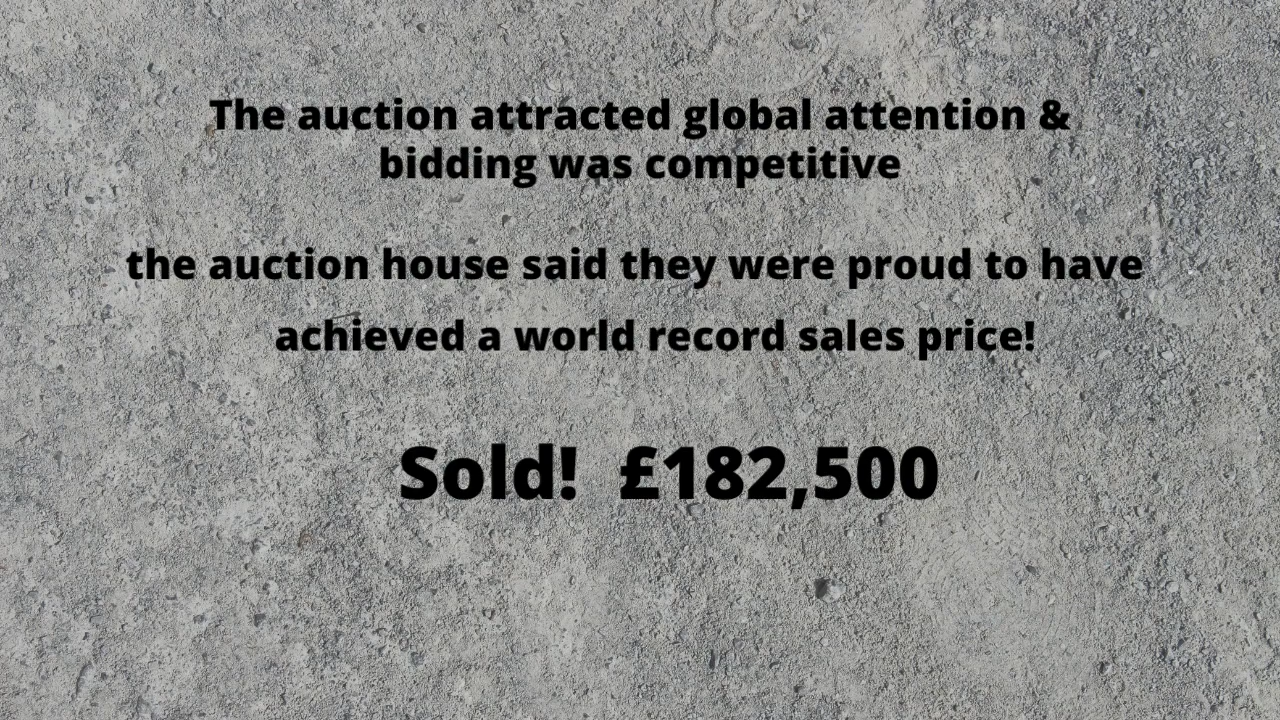 The auction attracted global attention &
bidding was competitive
the auction house said they were proud to have
achieved a world record sales price!
Sold! £182,500